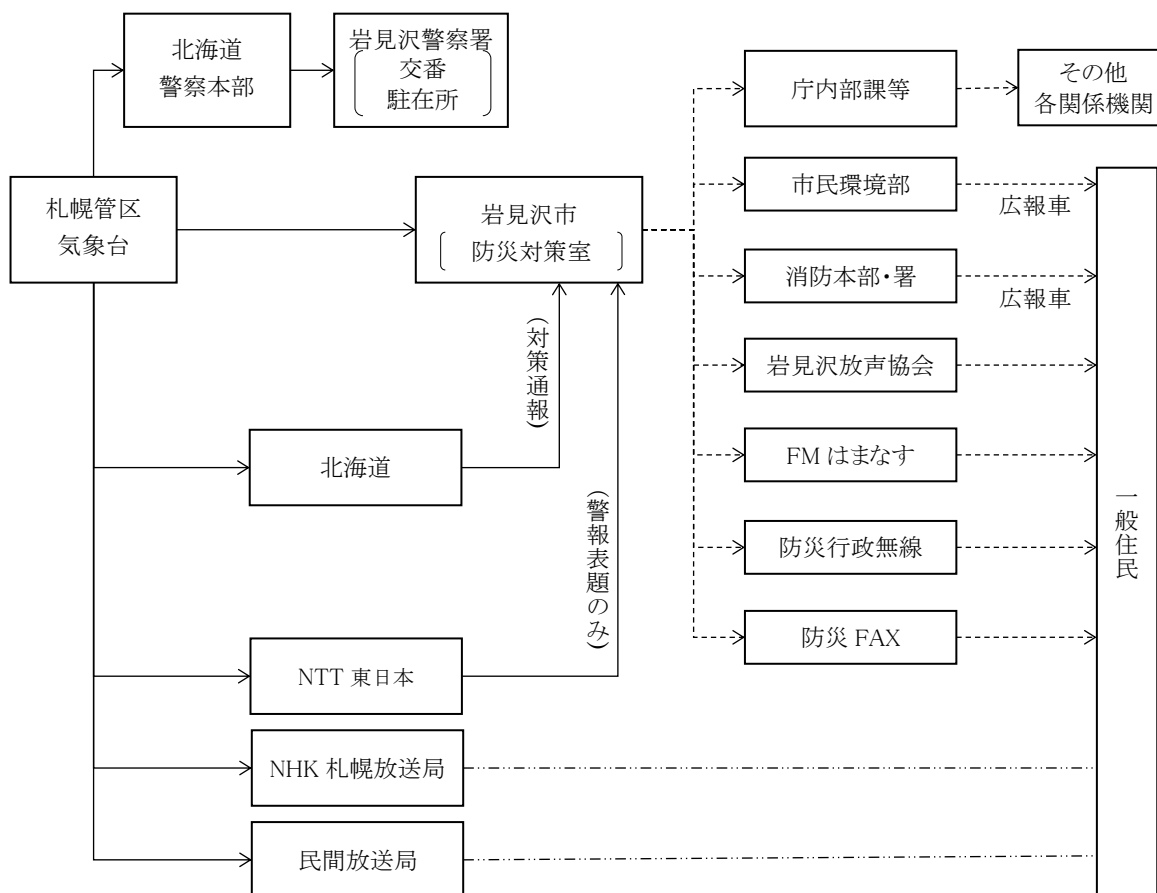 北海道
警察本部
岩見沢警察署
交番
駐在所
庁内部課等
その他
各関係機関
札幌管区
気象台
岩見沢市
防災対策室
市民環境部
広報車
消防本部・署
広報車
岩見沢放声協会
(対策通報)
北海道
FMはまなす
(警報表題のみ)
一般住民
防災行政無線
防災 FAX
NTT 東日本
NHK 札幌放送局
民間放送局